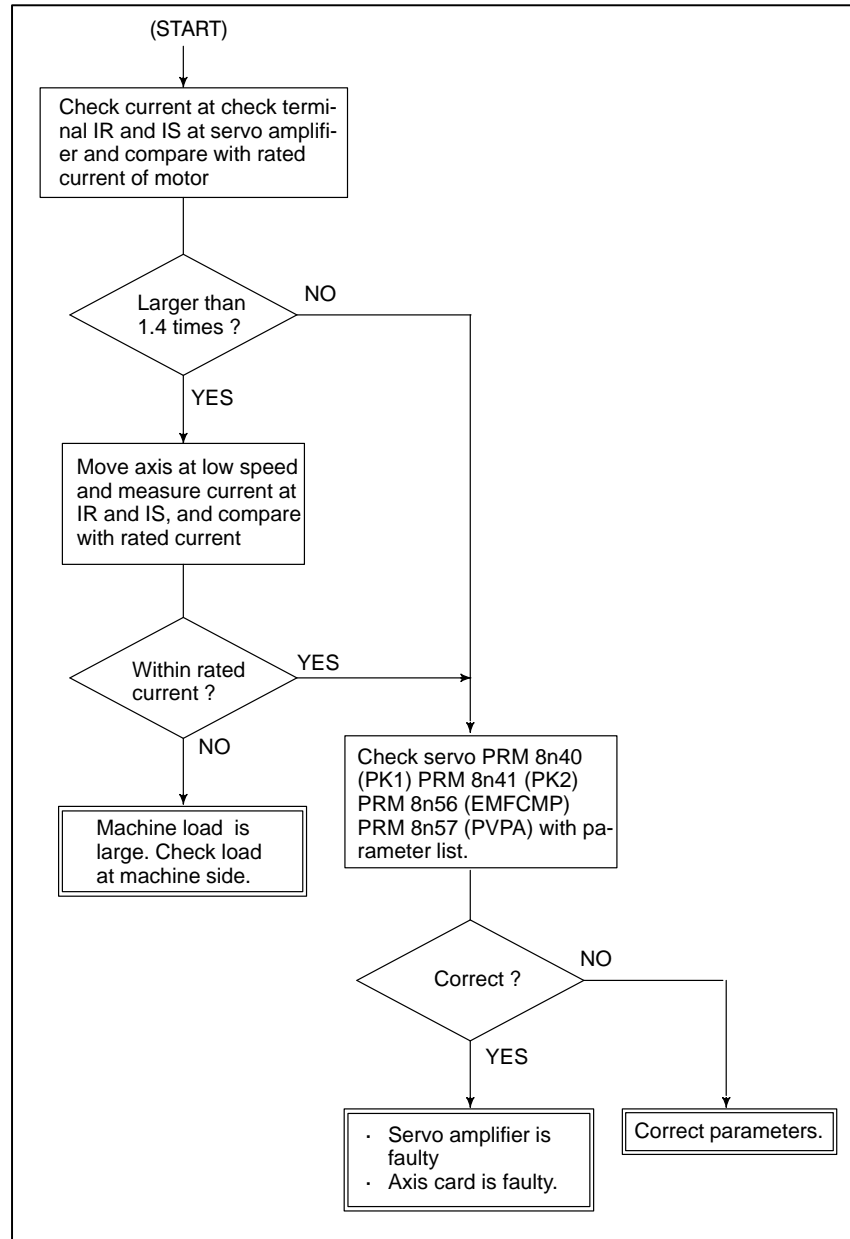 (START)
Check current at check termi-
nal IR and IS at servo amplifi-
er and compare with rated
current of motor
Larger than
1.4 times ?
NO
YES
Move axis at low speed
and measure current at
IR and IS, and compare
with rated current
Within rated
current ?
YES
NO
Machine load is
large. Check load
at machine side.
Check servo PRM 8n40
(PK1) PRM 8n41 (PK2)
PRM 8n56 (EMFCMP)
PRM 8n57 (PVPA) with pa-
rameter list.
Correct ?
NO
YES
· Servo amplifier is
faulty
· Axis card is faulty.
Correct parameters.